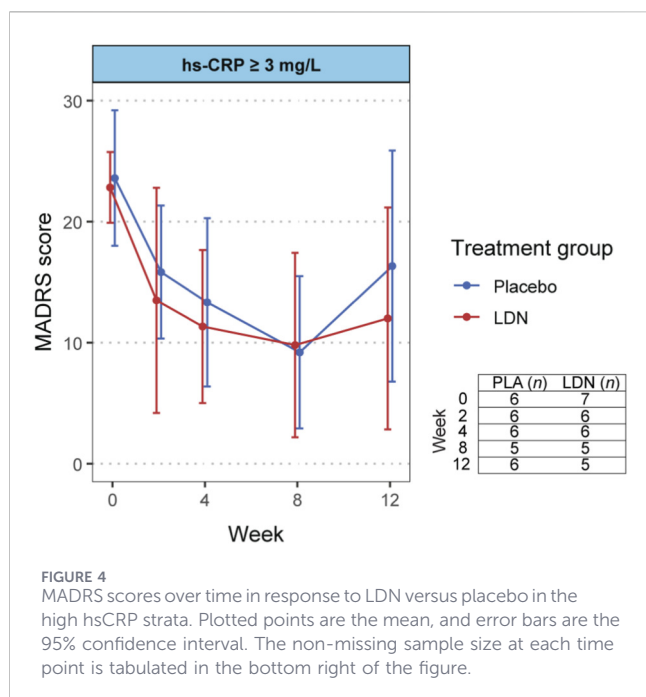 hs-CRP ≥ 3 mg/L
30
20
10
0
MADRS score
0 4 8 12
Week
Treatment group
Placebo
LDN
PLA (n) LDN (n)
Week
0 6 7
2 6 6
4 6 6
8 5 5
12 6 5
FIGURE 4
MADRS scores over time in response to LDN versus placebo in the
high hsCRP strata. Plotted points are the mean, and error bars are the
95% confidence interval. The non-missing sample size at each time
point is tabulated in the bottom right of the figure.